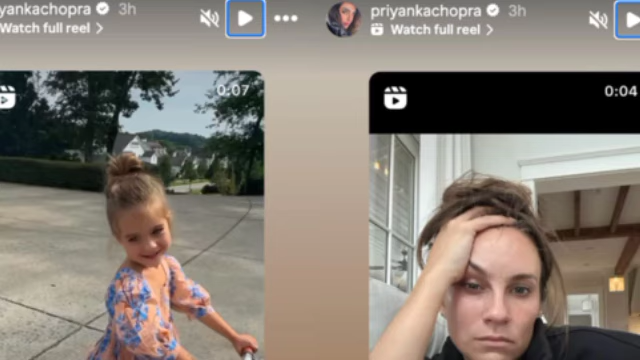 yankachopra 3h
Watch full reel >
0:07
priyankachopra 3h
Watch full reel >
0:04